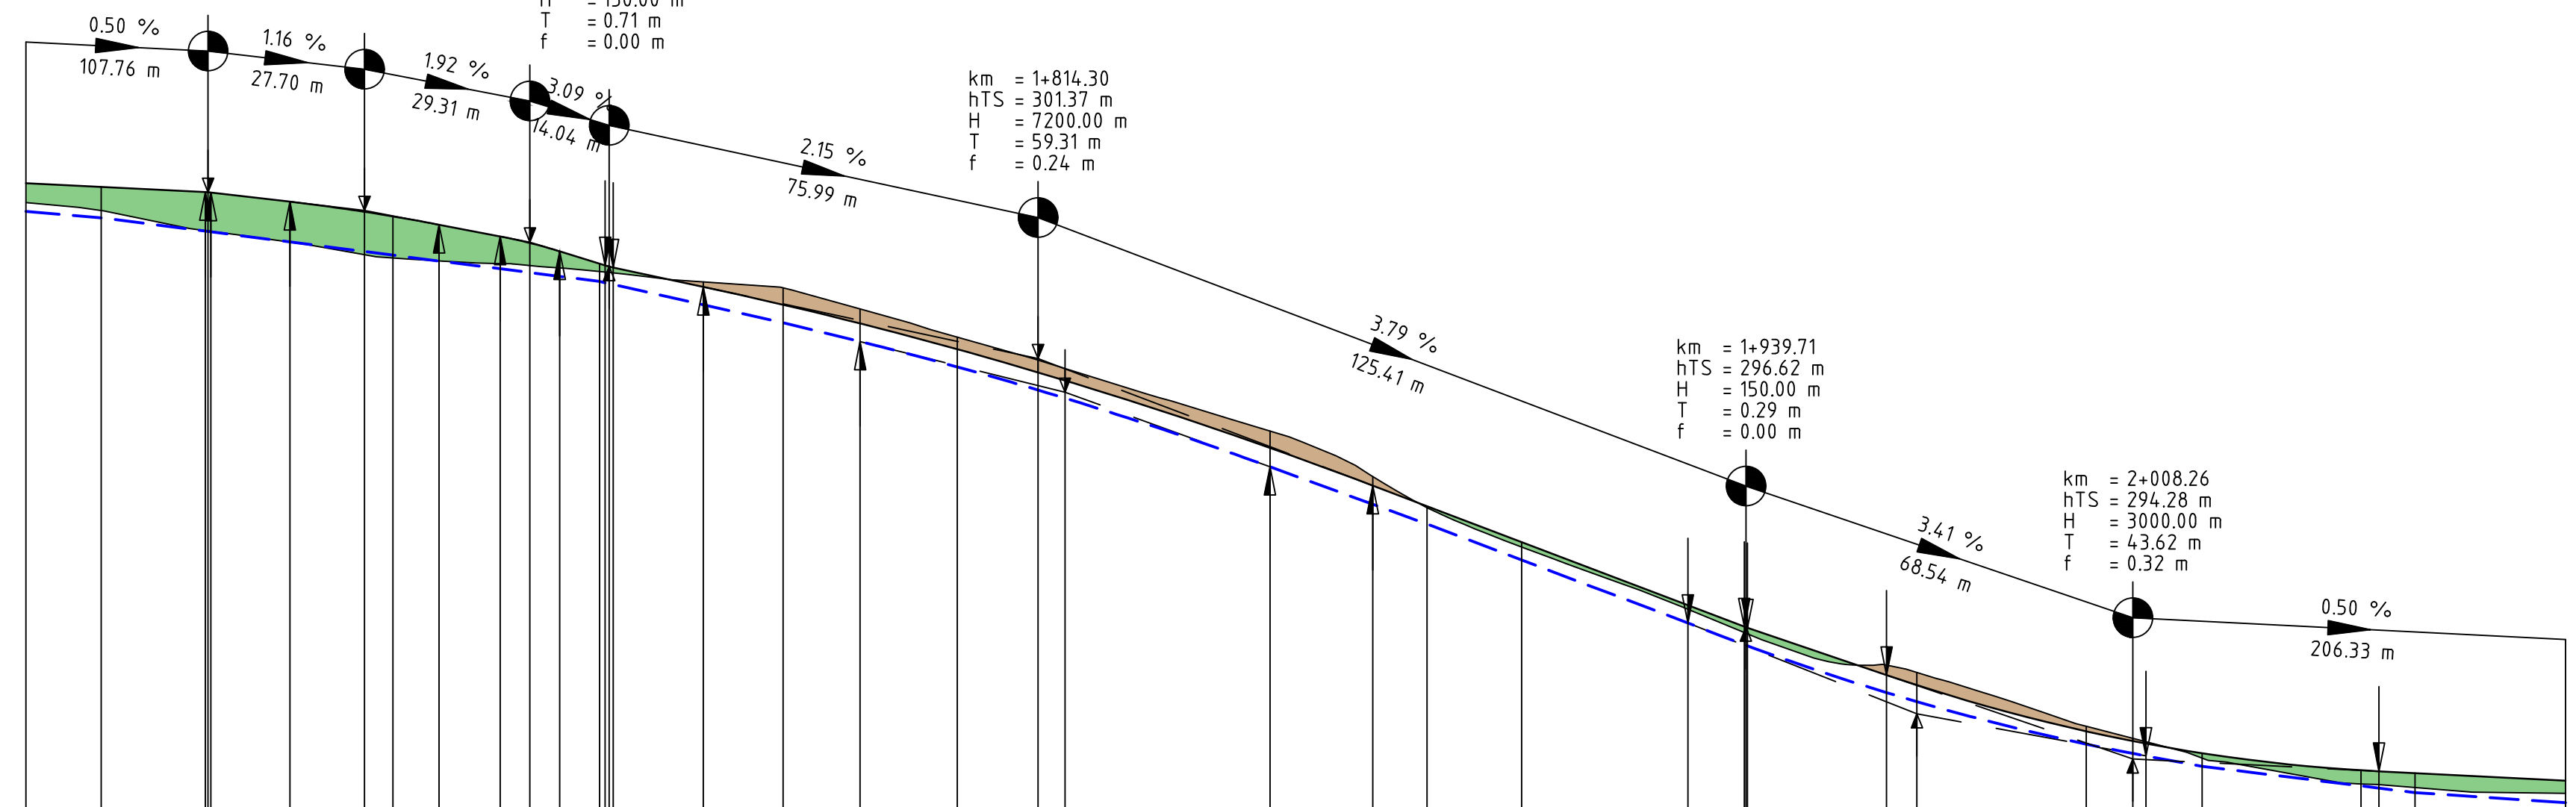 T = 0.71 m
f = 0.00 m
0.50 %
107.76 m
1.16 %
27.70 m
1.92 %
29.31 m
3.09 %
14.04 m
2.15 %
75.99 m
km = 1+814.30
hTS = 301.37 m
H = 7200.00 m
T = 59.31 m
f = 0.24 m
3.79 %
125.41 m
km = 1+939.71
hTS = 296.62 m
H = 150.00 m
T = 0.29 m
f = 0.00 m
3.41 %
68.54 m
km = 2+008.26
hTS = 294.28 m
H = 3000.00 m
T = 43.62 m
f = 0.32 m
0.50 %
206.33 m